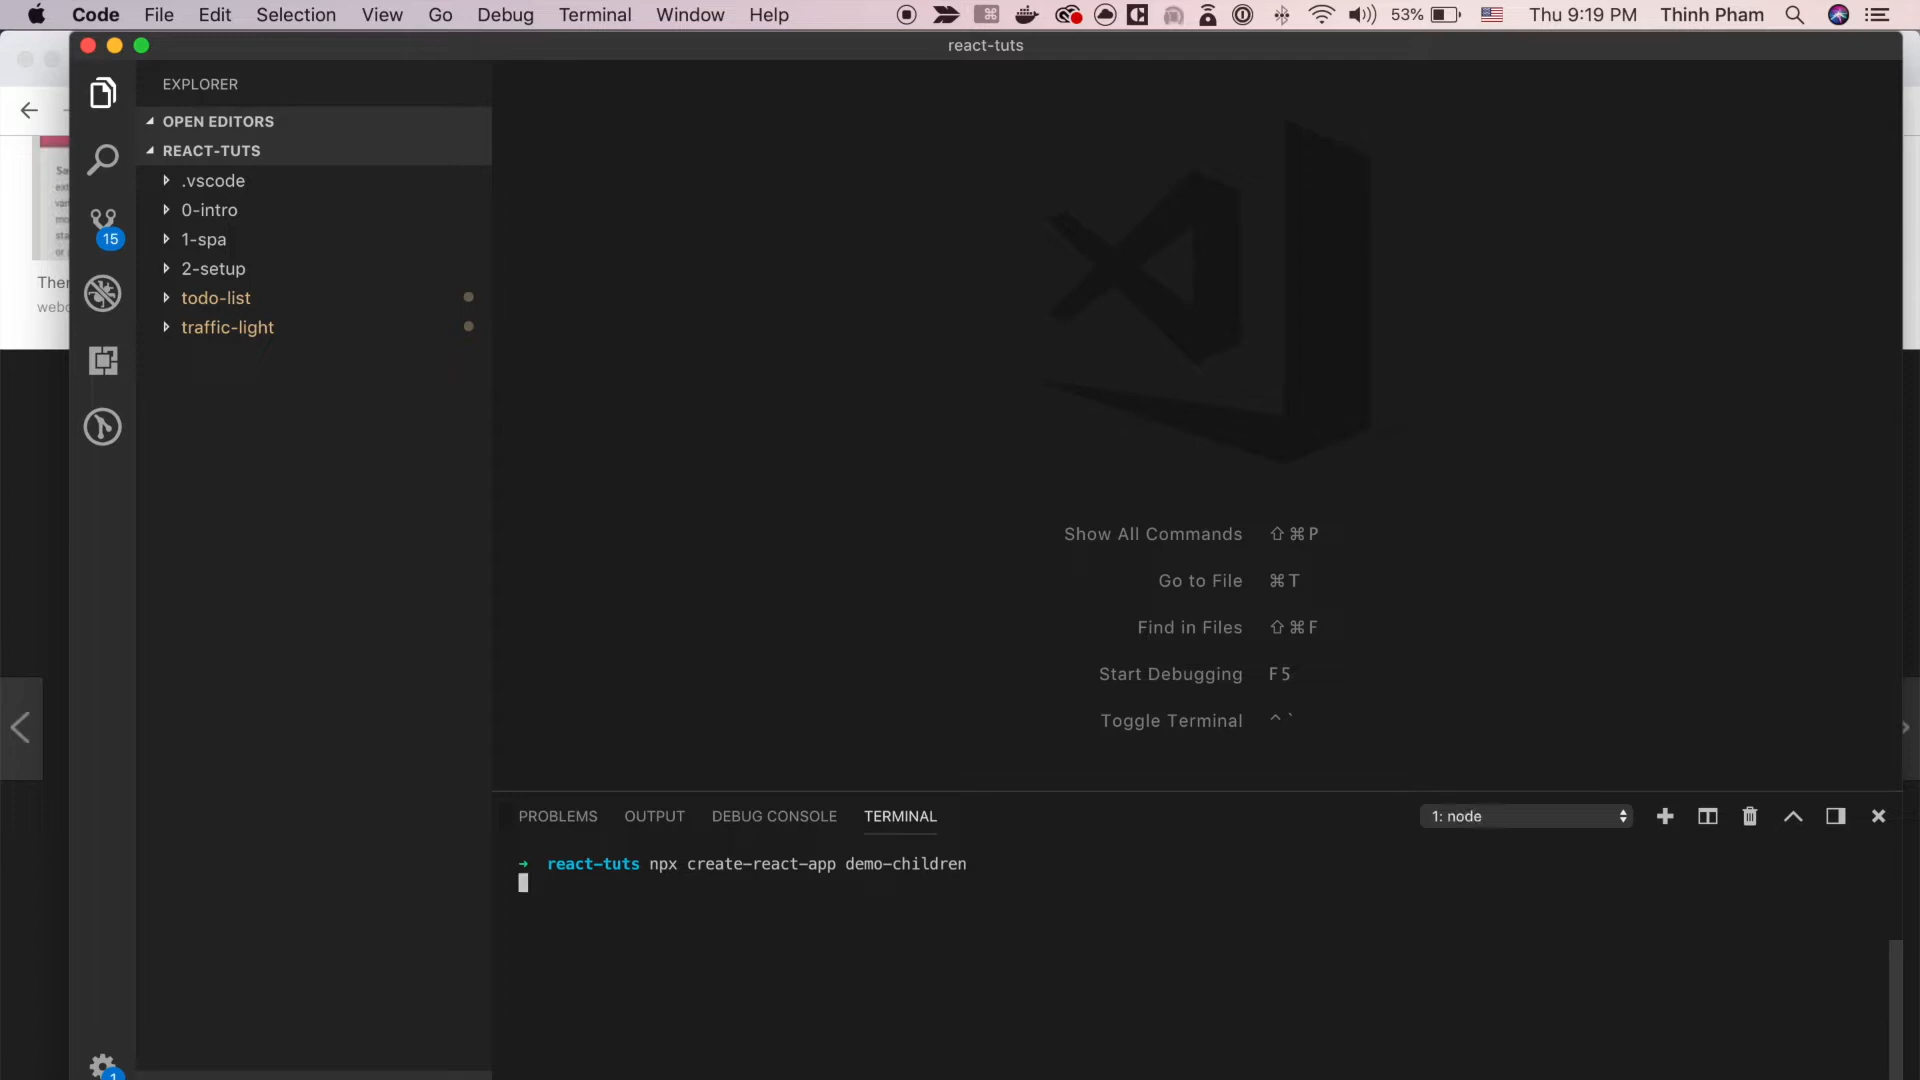 Code File Edit Selection View Go Debug Terminal Window Help 53% Thu 9:19 PM Thinh Pham
react-tuts
EXPLORER
OPEN EDITORS
REACT-TUTS
.vscode
0-intro
1-spa
2-setup
todo-list
traffic-light
15
Show All Commands ⇧⌘P
Go to File ⌘T
Find in Files ⇧⌘F
Start Debugging F5
Toggle Terminal ^`
PROBLEMS OUTPUT DEBUG CONSOLE TERMINAL 1: node
→ react-tuts npx create-react-app demo-children
1